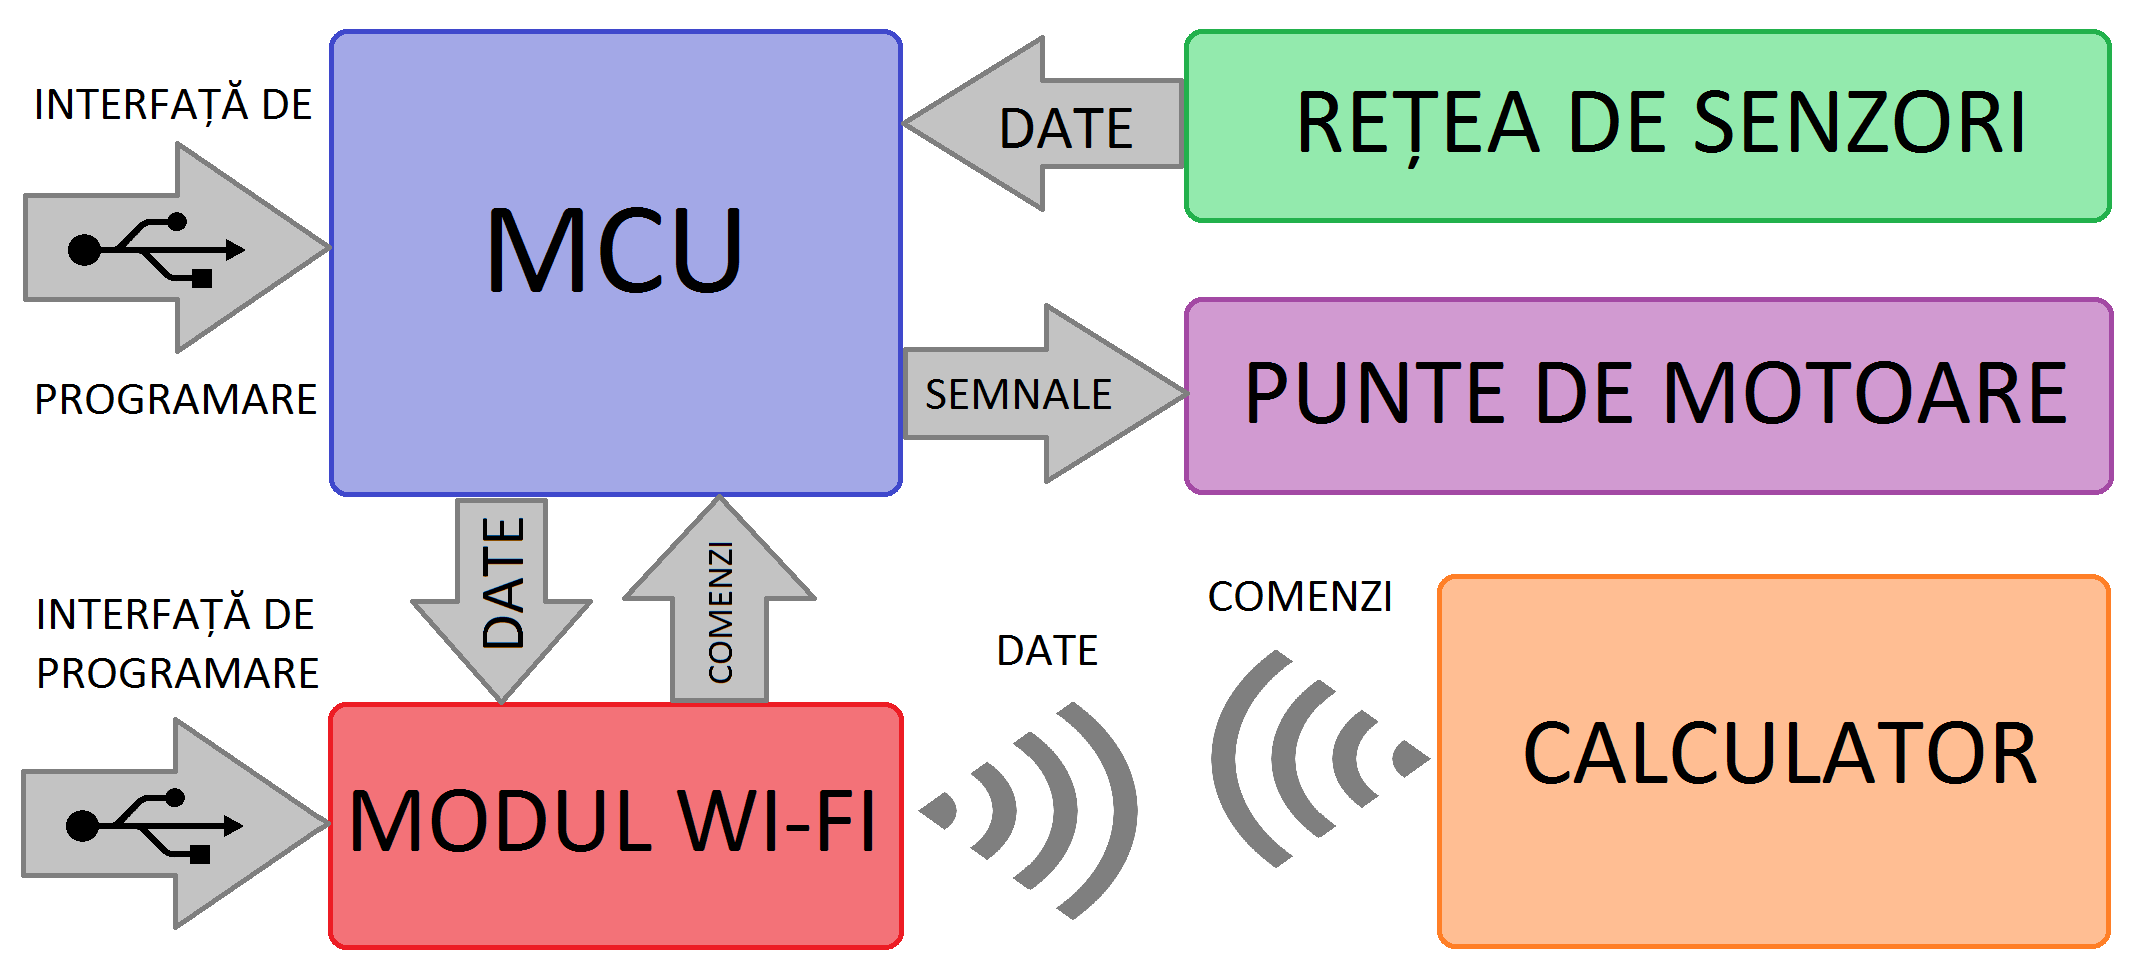 INTERFAȚĂ DE
PROGRAMARE
MCU
DATE
REȚEA DE SENZORI
SEMNALE
PUNTE DE MOTOARE
DATE
COMENZI
INTERFAȚĂ DE
PROGRAMARE
MODUL WI-FI
DATE
COMENZI
CALCULATOR